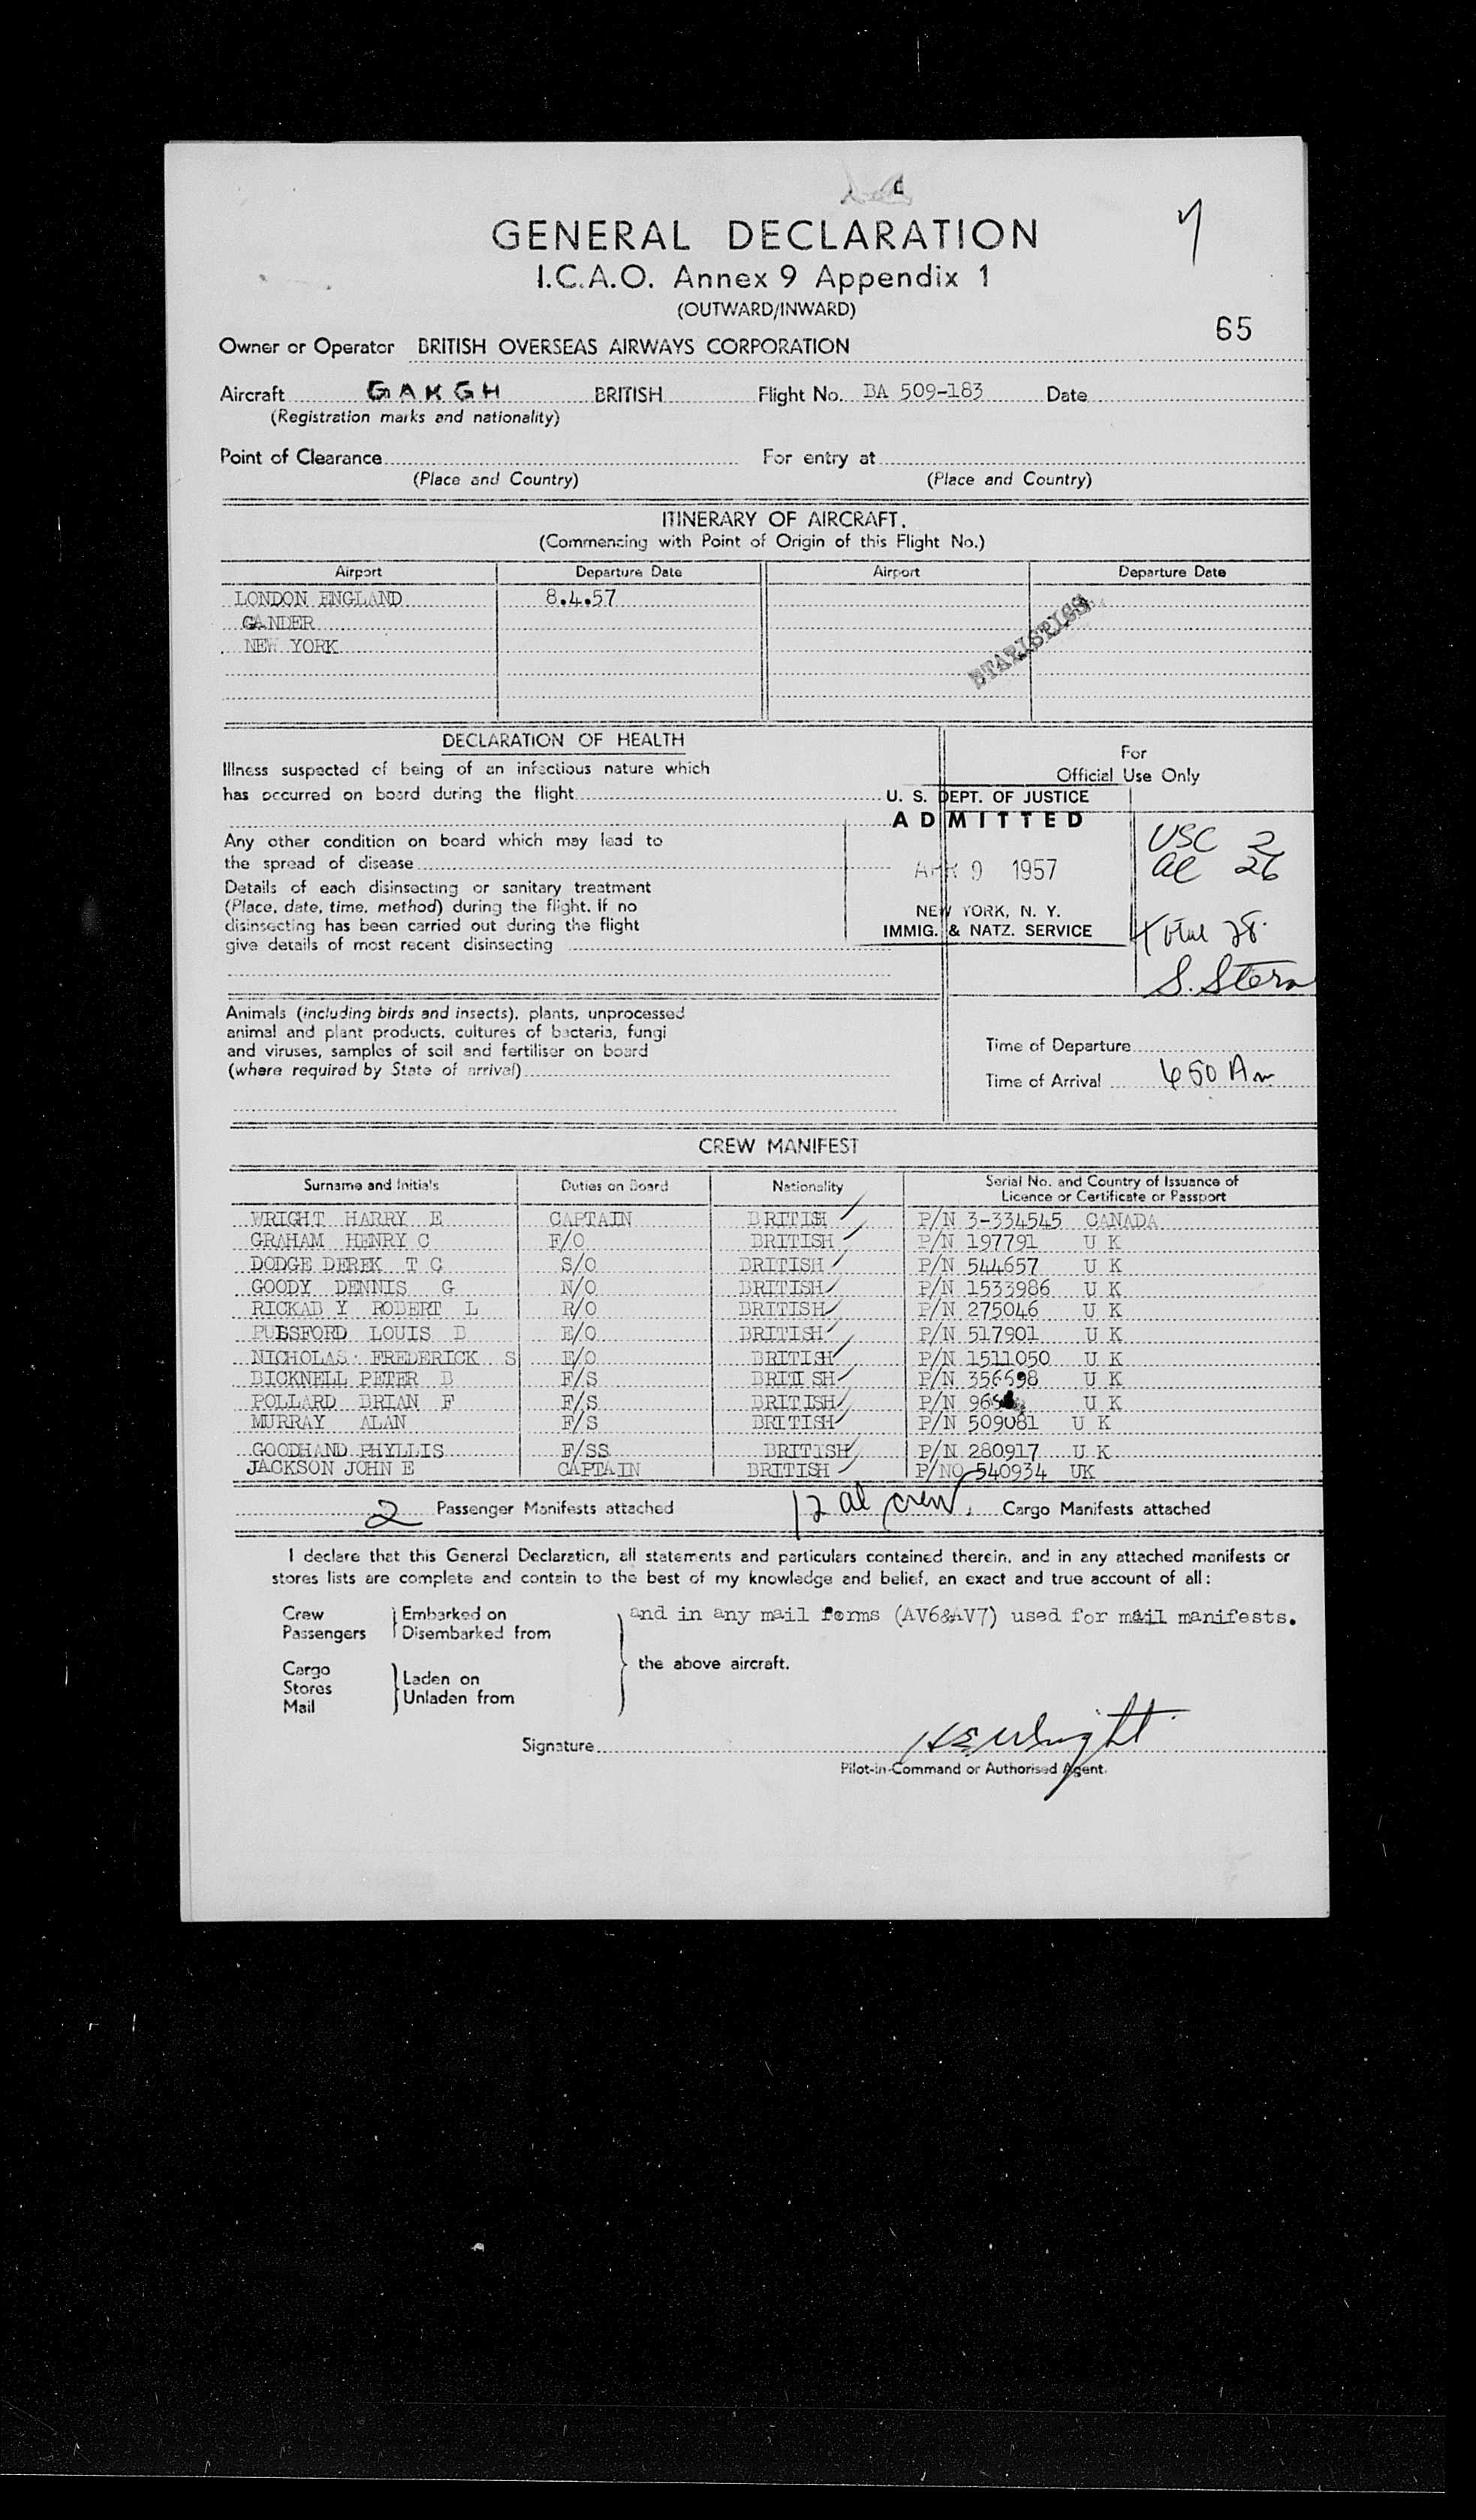 GENERAL DECLARATION
I.C.A.O. Annex 9 Appendix 1
(OUTWARD/INWARD)
65
Owner or Operator BRITISH OVERSEAS AIRWAYS CORPORATION
Aircraft GAKGH BRITISH Flight No. BA 509-183 Date
(Registration marks and nationality)
Point of Clearance For entry at
(Place and Country) (Place and Country)
ITINERARY OF AIRCRAFT.
(Commencing with Point of Origin of this Flight No.)
Airport Departure Date Airport Departure Date
LONDON ENGLAND 8.4.57
GANDER
NEW YORK
STATISTICS
DECLARATION OF HEALTH
Illness suspected of being of an infectious nature which
has occurred on board during the flight
Any other condition on board which may lead to
the spread of disease
Details of each disinsecting or sanitary treatment
(Place, date, time, method) during the flight. If no
disinsecting has been carried out during the flight
give details of most recent disinsecting
For
Official Use Only
U. S. DEPT. OF JUSTICE
ADMITTED
APR 9 1957
NEW YORK, N. Y.
IMMIG. & NATZ. SERVICE
USC 2
al 26
Total 28
S. Stern
Animals (including birds and insects), plants, unprocessed
animal and plant products, cultures of bacteria, fungi
and viruses, samples of soil and fertiliser on board
(where required by State of arrival)
Time of Departure
Time of Arrival 650 Am
CREW MANIFEST
Surname and Initials Duties on Board Nationality Serial No. and Country of Issuance of
Licence or Certificate or Passport
WRIGHT HARRY E CAPTAIN BRITISH P/N 3-334545 CANADA
GRAHAM HENRY C F/O BRITISH P/N 197791 U K
DODGE DEREK T C S/O BRITISH P/N 544657 U K
GOODY DENNIS G N/O BRITISH P/N 1533986 U K
RICKAB Y ROBERT L R/O BRITISH P/N 275046 U K
PULSFORD LOUIS D E/O BRITISH P/N 517901 U K
NICHOLAS FREDERICK S E/O BRITISH P/N 1511050 U K
BICKNELL PETER B F/S BRITI SH P/N 356698 U K
POLLARD BRIAN F F/S BRITISH P/N U K
MURRAY ALAN F/S BRITISH P/N 509081 U K
GOODHAND PHYLLIS F/SS BRITISH P/N 280917 U K
JACKSON JOHN E CAPTAIN BRITISH P/NO 540934 UK
2 Passenger Manifests attached 12 al crew Cargo Manifests attached
I declare that this General Declaration, all statements and particulars contained therein, and in any attached manifests or
stores lists are complete and contain to the best of my knowledge and belief, an exact and true account of all:
Crew Embarked on and in any mail forms (AV6&AV7) used for mail manifests.
Passengers Disembarked from
the above aircraft.
Cargo
Stores Laden on
Mail Unladen from
Signature H E Wright
Pilot-in-Command or Authorised Agent.